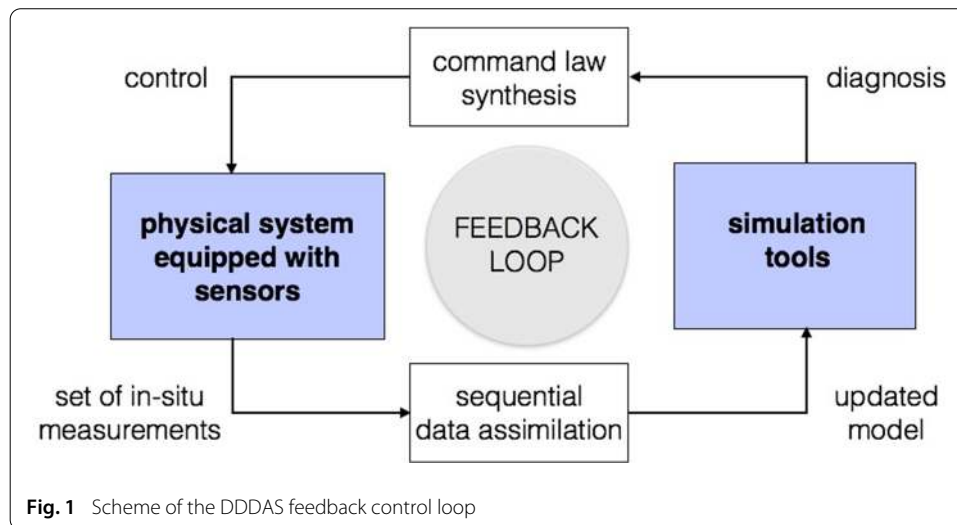 command law
synthesis
control
diagnosis
physical system
equipped with
sensors
FEEDBACK
LOOP
simulation
tools
set of in-situ
measurements
sequential
data assimilation
updated
model
Fig. 1 Scheme of the DDDAS feedback control loop